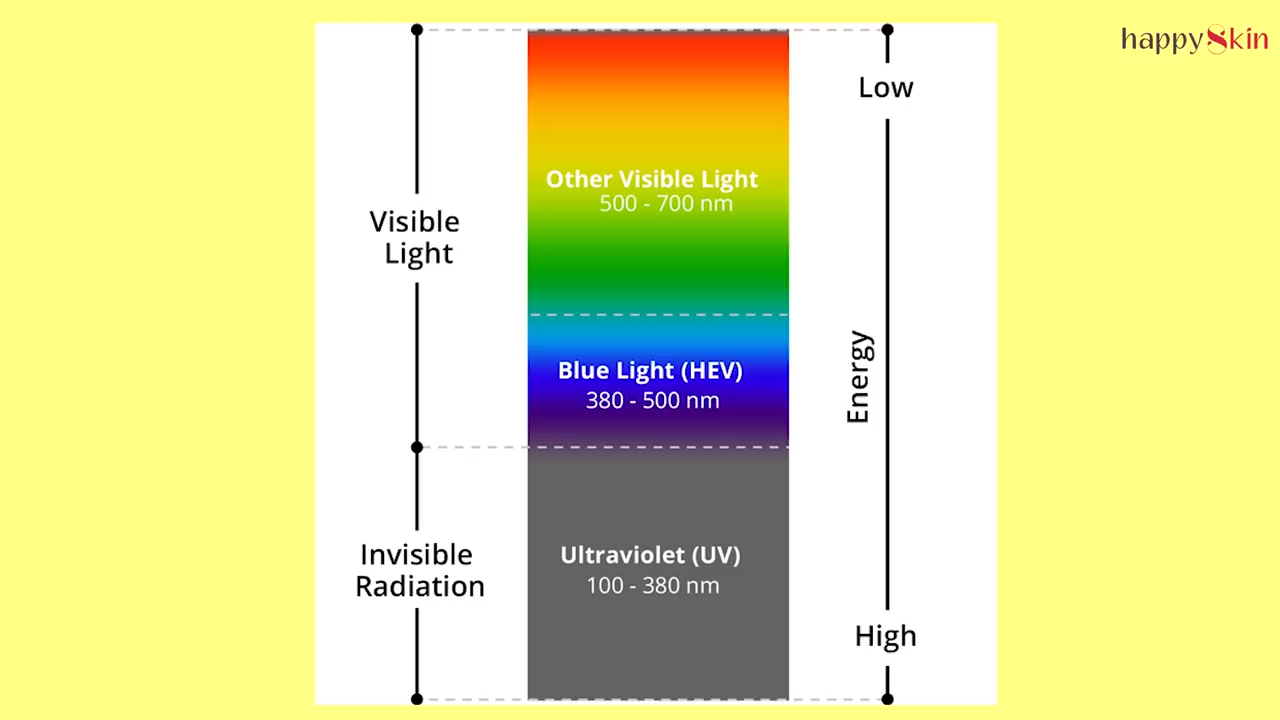 happySkin
Low
Other Visible Light
500 - 700 nm
Visible
Light
Energy
Blue Light (HEV)
380 - 500 nm
Invisible
Radiation
Ultraviolet (UV)
100 - 380 nm
High